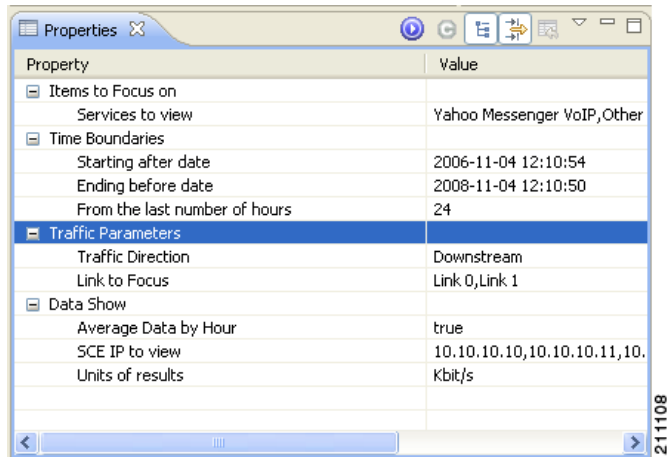 Properties
Property Value
Items to Focus on
Services to view Yahoo Messenger VoIP,Other
Time Boundaries
Starting after date 2006-11-04 12:10:54
Ending before date 2008-11-04 12:10:50
From the last number of hours 24
Traffic Parameters
Traffic Direction Downstream
Link to Focus Link 0,Link 1
Data Show
Average Data by Hour true
SCE IP to view 10.10.10.10,10.10.10.11,10.
Units of results Kbit/s
211108